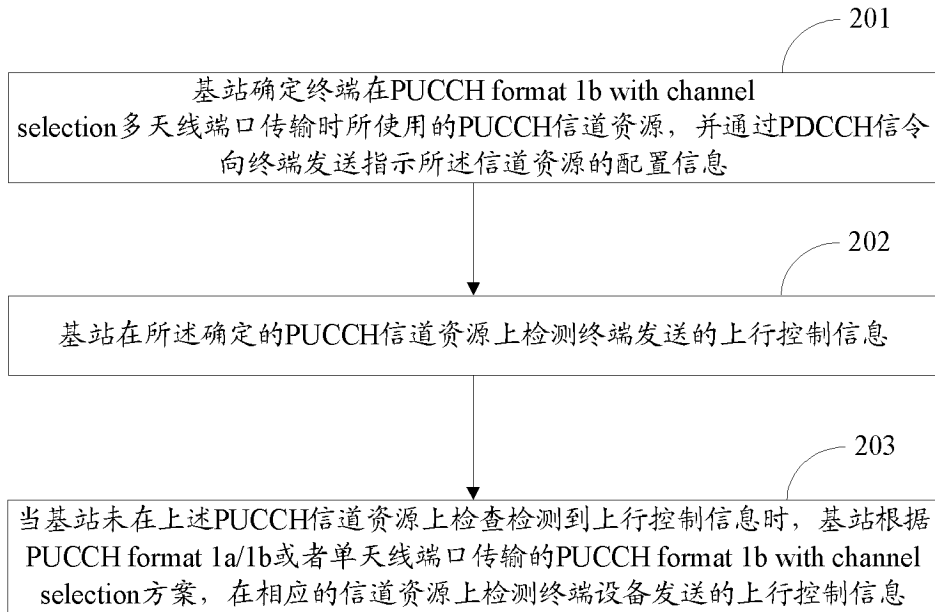 201
基站确定终端在PUCCH format 1b with channel
selection多天线端口传输时所使用的PUCCH信道资源，并通过PDCCH信令
向终端发送指示所述信道资源的配置信息
202
基站在所述确定的PUCCH信道资源上检测终端发送的上行控制信息
203
当基站未在上述PUCCH信道资源上检查检测到上行控制信息时，基站根据
PUCCH format 1a/1b或者单天线端口传输的PUCCH format 1b with channel
selection方案，在相应的信道资源上检测终端设备发送的上行控制信息